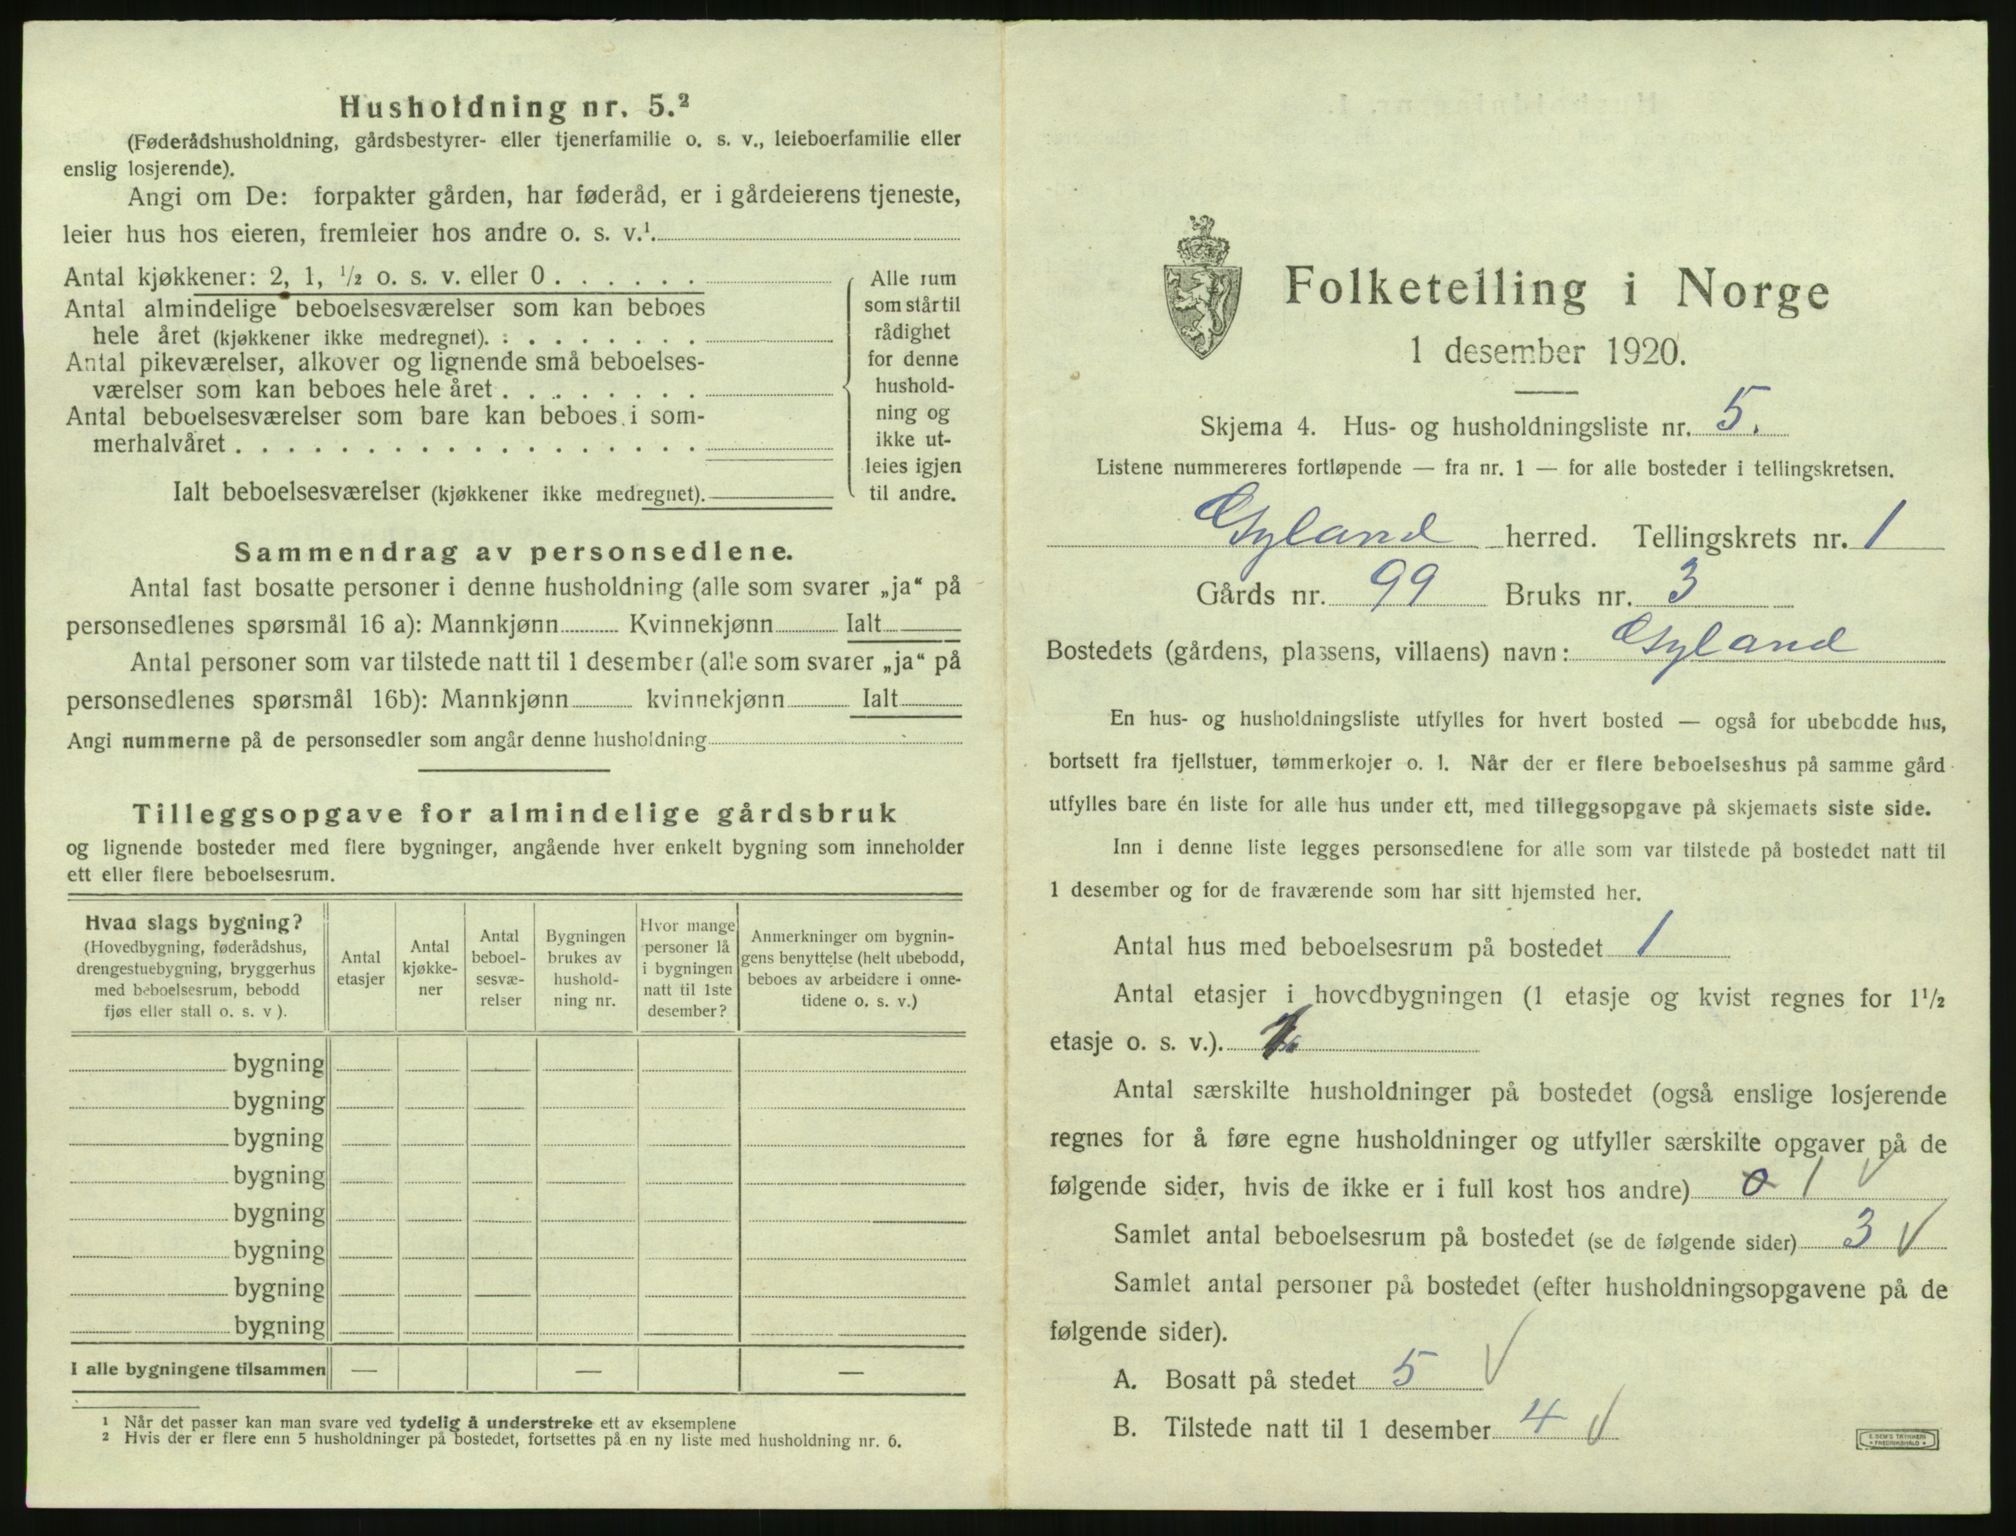 Husholdning nr. 5.²
(Føderådshusholdning, gårdsbestyrer- eller tjenerfamilie o. s. v., leieboerfamilie eller
enslig losjerende).
Angi om De: forpakter gården, har føderåd, er i gårdeierens tjeneste,
leier hus hos eieren, fremleier hos andre o. s. v.¹.
Antal kjøkkener: 2, 1, ½ o. s. v. eller 0 . . . . . .
Antal almindelige beboelsesværelser som kan beboes
hele året (kjøkkener ikke medregnet). : . . . . . . .
Antal pikeværelser, alkover og lignende små beboelses-
værelser som kan beboes hele året . . . . . . . .
Antal beboelsesværelser som bare kan beboes i som-
merhalvåret . . . . . . . . . . . . . . . . . .
Ialt beboelsesværelser (kjøkkener ikke medregnet).
Alle rum
som står til
rådighet
for denne
hushold-
ning og
ikke ut-
leies igjen
til andre.
Sammendrag av personsedlene.
Antal fast bosatte personer i denne husholdning (alle som svarer „ja“ på
personsedlenes spørsmål 16 a): Mannkjønn Kvinnekjønn Ialt
Antal personer som var tilstede natt til 1 desember (alle som svarer „ja“ på
personsedlenes spørsmål 16b): Mannkjønn kvinnekjønn Ialt
Angi nummerne på de personsedler som angår denne husholdning
Tilleggsopgave for almindelige gårdsbruk
og lignende bosteder med flere bygninger, angående hver enkelt bygning som inneholder
ett eller flere beboelsesrum.
Hvad slags bygning?
(Hovedbygning, føderådshus,
drengestuebygning, bryggerhus
med beboelsesrum, bebodd
fjøs eller stall o. s. v ).
Antal
etasjer
Antal
kjøkke-
ner
Antal
beboel-
sesvæ-
relser
Bygningen
brukes av
hushold-
ning nr.
Hvor mange
personer lå
i bygningen
natt til 1ste
desember?
Anmerkninger om bygnin-
gens benyttelse (helt ubebodd,
beboes av arbeidere i onne-
tidene o. s. v.)
bygning
bygning
bygning
bygning
bygning
bygning
bygning
bygning
I alle bygningene tilsammen — — —
¹ Når det passer kan man svare ved tydelig å understreke ett av eksemplene
² Hvis der er flere enn 5 husholdninger på bostedet, fortsettes på en ny liste med husholdning nr. 6.
Folketelling i Norge
1 desember 1920.
Skjema 4. Hus- og husholdningsliste nr. 5.
Listene nummereres fortløpende — fra nr. 1 — for alle bosteder i tellingskretsen.
Gyland herred. Tellingskrets nr. 1
Gårds nr. 99 Bruks nr. 3
Bostedets (gårdens, plassens, villaens) navn: Gyland
En hus- og husholdningsliste utfylles for hvert bosted — også for ubebodde hus,
bortsett fra fjellstuer, tømmerkojer o. l. Når der er flere beboelseshus på samme gård
utfylles bare én liste for alle hus under ett, med tilleggsopgave på skjemaets siste side.
Inn i denne liste legges personsedlene for alle som var tilstede på bostedet natt til
1 desember og for de fraværende som har sitt hjemsted her.
Antal hus med beboelsesrum på bostedet 1
Antal etasjer i hovedbygningen (1 etasje og kvist regnes for 1½
etasje o. s. v.).
Antal særskilte husholdninger på bostedet (også enslige losjerende
regnes for å føre egne husholdninger og utfyller særskilte opgaver på de
følgende sider, hvis de ikke er i full kost hos andre) 0 1 √
Samlet antal beboelsesrum på bostedet (se de følgende sider) 3 √
Samlet antal personer på bostedet (efter husholdningsopgavene på de
følgende sider).
A. Bosatt på stedet 5 √
B. Tilstede natt til 1 desember 4 √